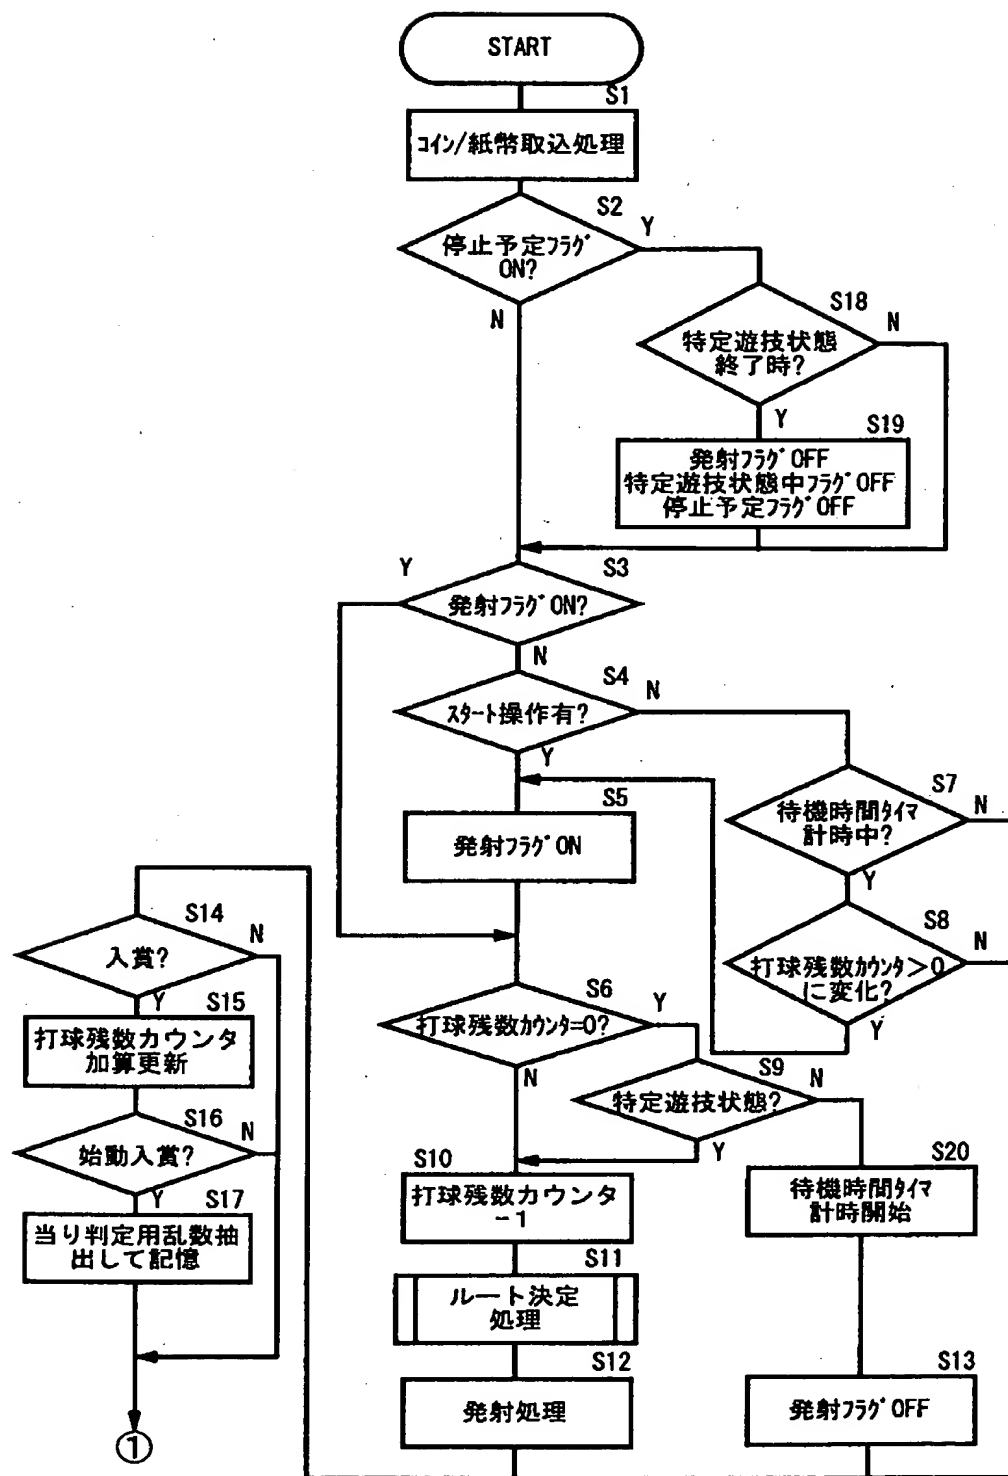 START
S1
コイン/紙幣取込処理
S2
Y
停止予定フラグ
ON?
N
S18
N
特定遊技状態
終了時?
Y
S19
発射フラグOFF
特定遊技状態中フラグOFF
停止予定フラグOFF
Y
S3
発射フラグON?
N
S4
N
スタート操作有?
Y
S5
発射フラグON
S7
N
待機時間タイマ
計時中?
Y
S8
N
打球残数カウンタ>0
に変化?
Y
S6
Y
打球残数カウンタ=0?
N
S9
N
特定遊技状態?
Y
S10
打球残数カウンタ
-1
S11
ルート決定
処理
S12
発射処理
S20
待機時間タイマ
計時開始
S13
発射フラグOFF
S14
N
入賞?
Y
S15
打球残数カウンタ
加算更新
S16
N
始動入賞?
Y
S17
当り判定用乱数抽
出して記憶
①